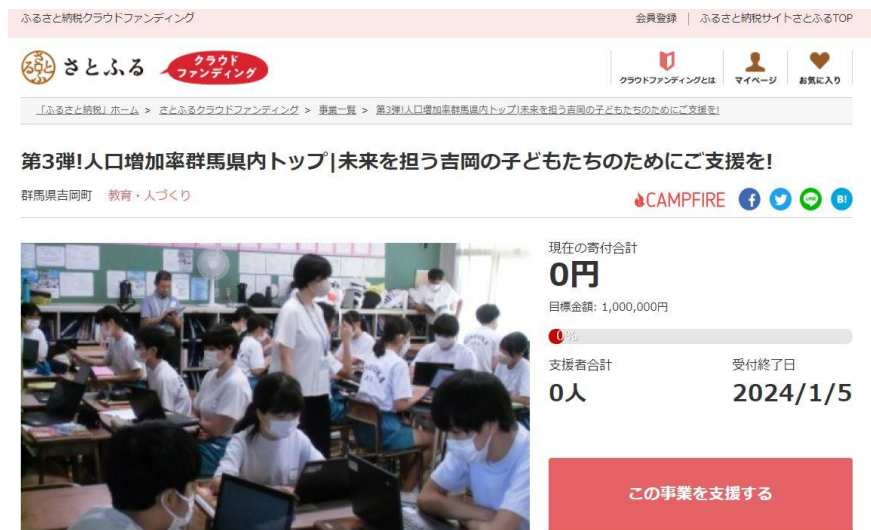 ふるさと納税クラウドファンディング
会員登録 | ふるさと納税サイトさとふるTOP
さとふる
クラウド
ファンディング
クラウドファンディングとは
マイページ
お気に入り
「ふるさと納税」ホーム > さとふるクラウドファンディング > 事業一覧 > 第3弾!人口増加率群馬県内トップ|未来を担う吉岡の子どもたちのためにご支援を!
第3弾!人口増加率群馬県内トップ|未来を担う吉岡の子どもたちのためにご支援を!
群馬県吉岡町 教育・人づくり
CAMPFIRE
LINE
B!
現在の寄付合計
0円
目標金額: 1,000,000円
0%
支援者合計
受付終了日
0人
2024/1/5
この事業を支援する